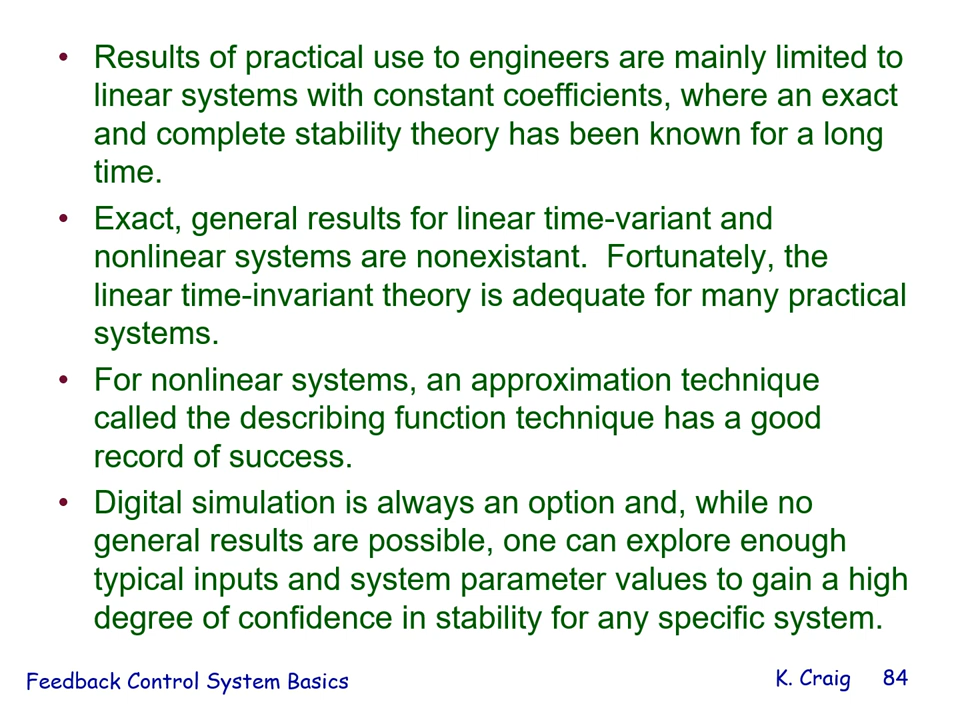 • Results of practical use to engineers are mainly limited to
linear systems with constant coefficients, where an exact
and complete stability theory has been known for a long
time.
• Exact, general results for linear time-variant and
nonlinear systems are nonexistant.  Fortunately, the
linear time-invariant theory is adequate for many practical
systems.
• For nonlinear systems, an approximation technique
called the describing function technique has a good
record of success.
• Digital simulation is always an option and, while no
general results are possible, one can explore enough
typical inputs and system parameter values to gain a high
degree of confidence in stability for any specific system.
Feedback Control System Basics
K. Craig 84